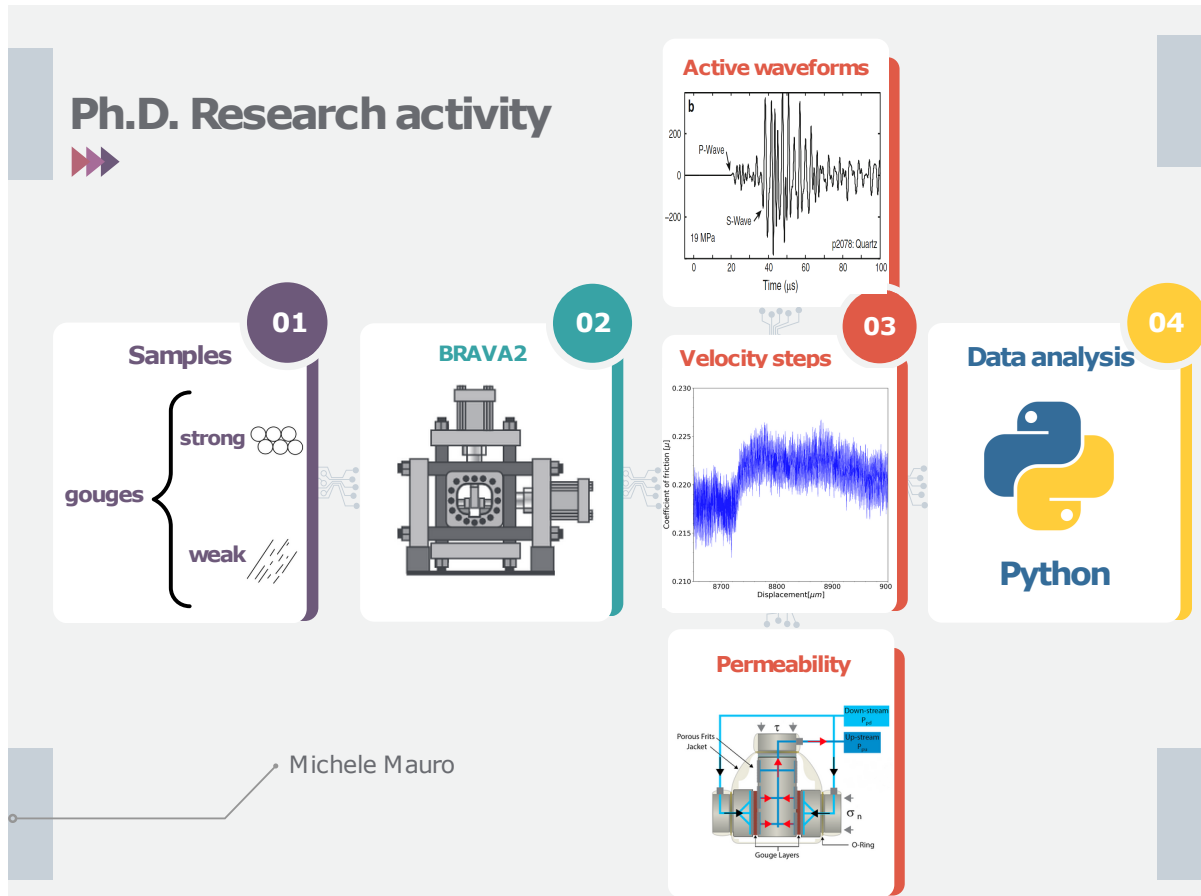 Ph.D. Research activity
Active waveforms
b
200
0
−200
P-Wave
S-Wave
19 MPa
p2078: Quartz
0 20 40 60 80 100
Time (µs)
01
Samples
gouges
strong
weak
02
BRAVA2
03
Velocity steps
0.230
0.225
0.220
0.215
0.210
Coefficient of friction [µ]
8700 8800 8900 900
Displacement[µm]
04
Data analysis
Python
Permeability
Down-stream
Ppd
Up-stream
Ppu
Porous Frits
Jacket
τ
σn
O-Ring
Gouge Layers
Michele Mauro